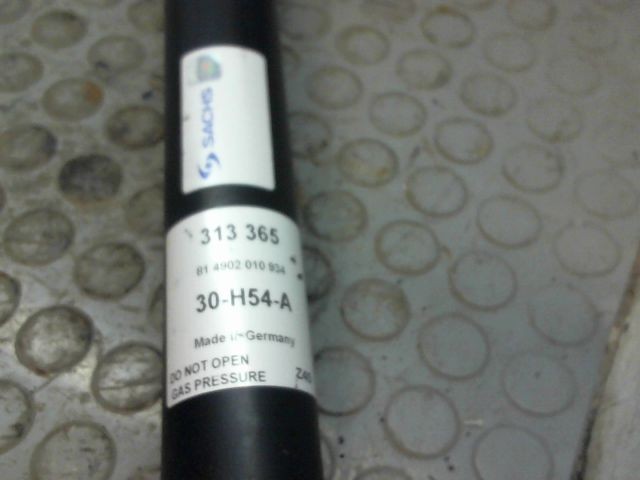 SACHS
313 365
81 4902 010 934
30-H54-A
Made in Germany
DO NOT OPEN
GAS PRESSURE